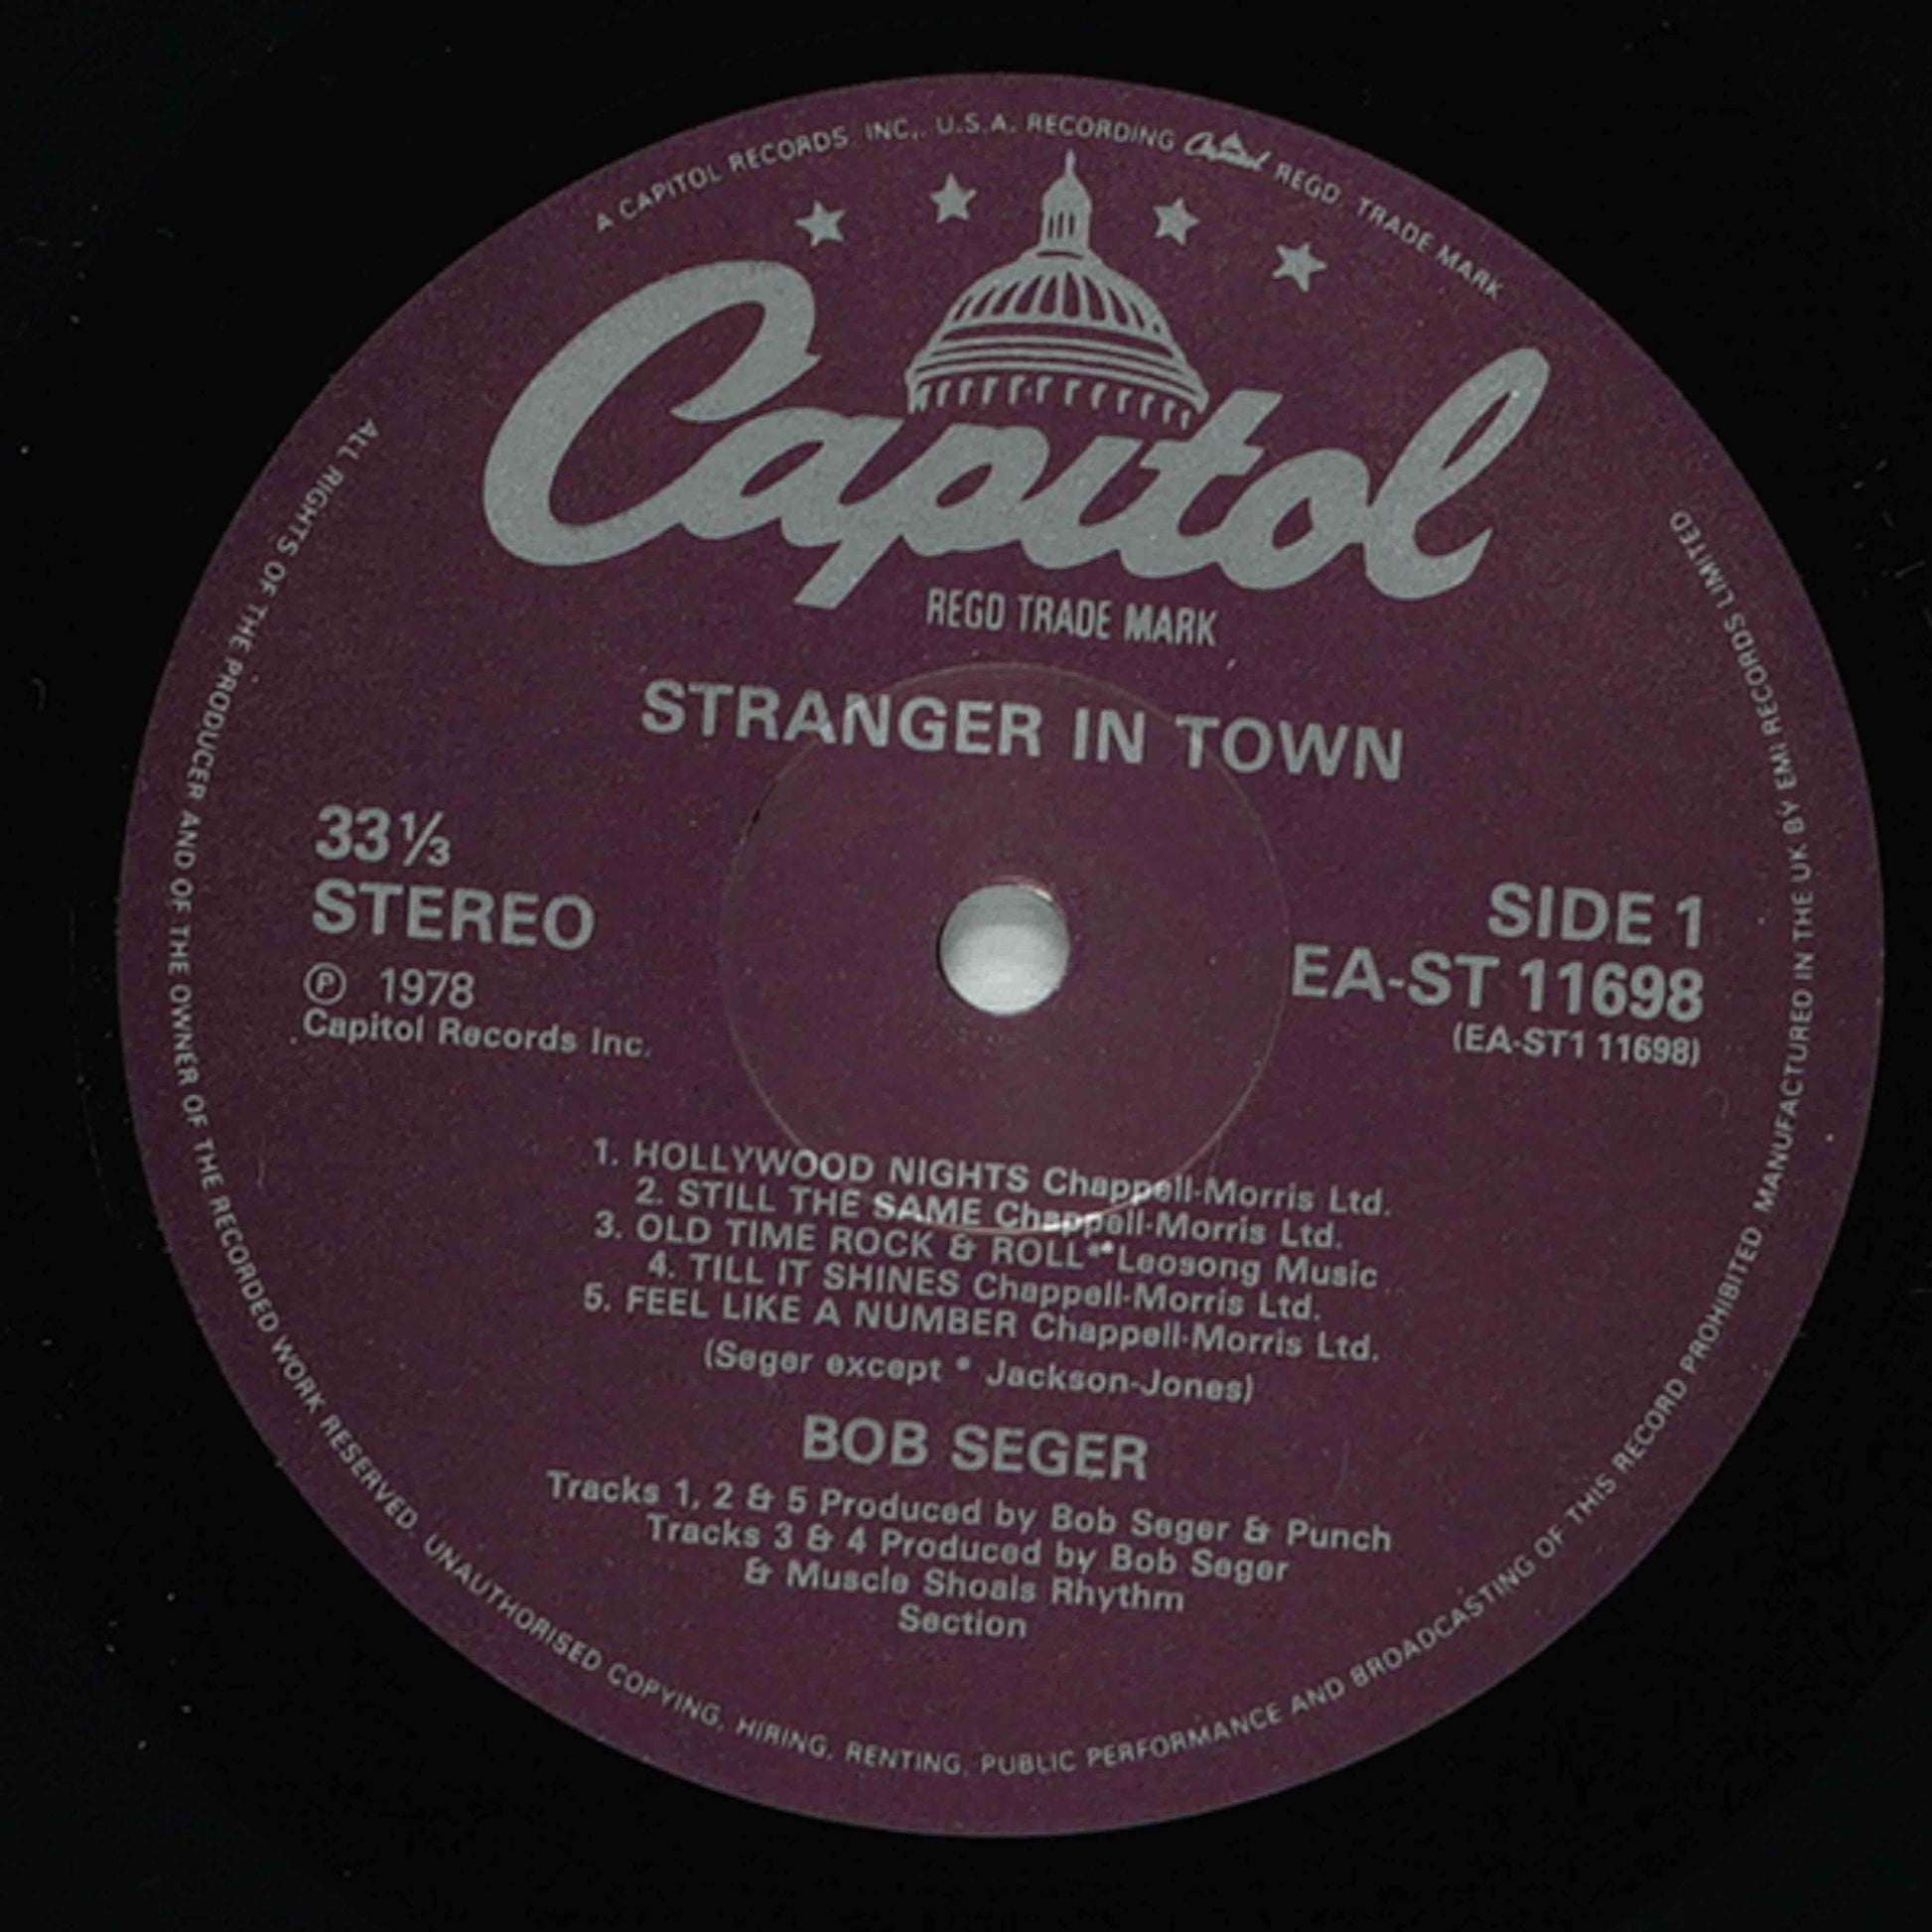 A CAPITOL RECORDS. INC,. U.S.A. RECORDING Capitol REGD. TRADE MARK
Capitol
REGD TRADE MARK
STRANGER IN TOWN
33⅓
STEREO
℗ 1978
Capitol Records Inc.
SIDE 1
EA-ST 11698
(EA-ST1 11698)
1. HOLLYWOOD NIGHTS Chappell-Morris Ltd.
2. STILL THE SAME Chappell-Morris Ltd.
3. OLD TIME ROCK & ROLL* Leosong Music
4. TILL IT SHINES Chappell-Morris Ltd.
5. FEEL LIKE A NUMBER Chappell-Morris Ltd.
(Seger except * Jackson-Jones)
BOB SEGER
Tracks 1, 2 & 5 Produced by Bob Seger & Punch
Tracks 3 & 4 Produced by Bob Seger
& Muscle Shoals Rhythm
Section
ALL RIGHTS OF THE PRODUCER AND OF THE OWNER OF THE RECORDED WORK RESERVED. UNAUTHORISED COPYING, HIRING, RENTING, PUBLIC PERFORMANCE AND BROADCASTING OF THIS RECORD PROHIBITED MANUFACTURED IN THE UK BY EMI RECORDS LIMITED